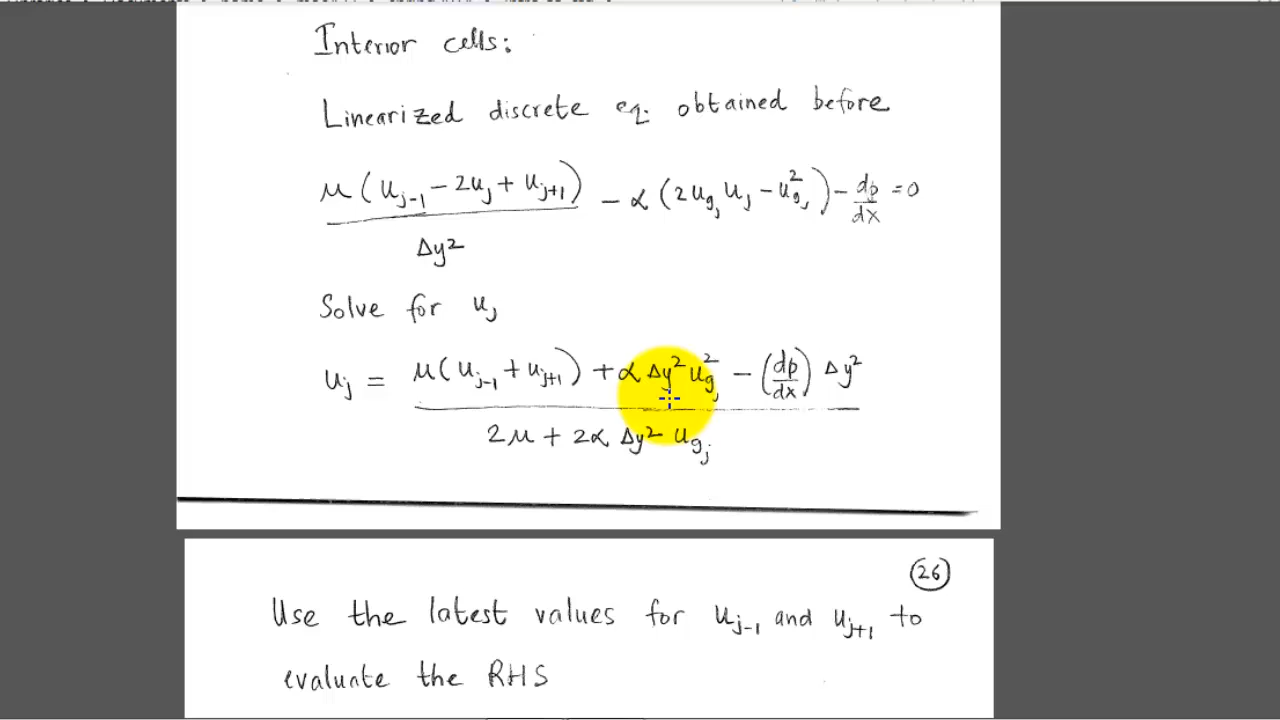 Interior cells:
Linearized discrete eq. obtained before
μ(u_{j-1} − 2u_j + u_{j+1}) / Δy² − α(2u_{g_j} u_j − u_{g_j}²) − dp/dx = 0
Solve for u_j
u_j = [μ(u_{j-1} + u_{j+1}) + α Δy² u_{g_j}² − (dp/dx) Δy²] / [2μ + 2α Δy² u_{g_j}]
26
Use the latest values for u_{j-1} and u_{j+1} to
evaluate the RHS